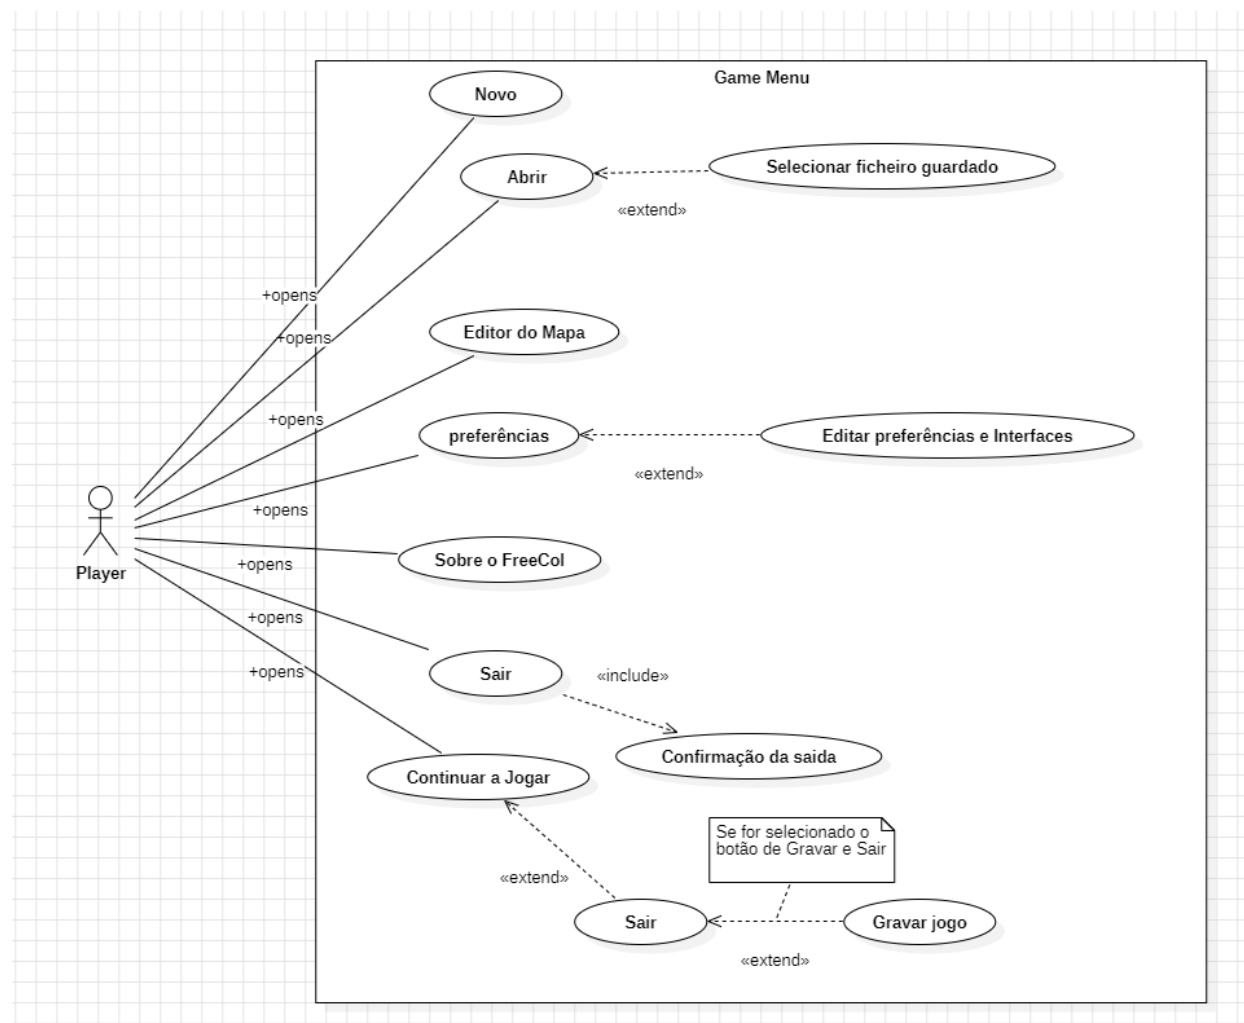 Game Menu
Novo
Abrir
Selecionar ficheiro guardado
«extend»
+opens
+opens
Editor do Mapa
+opens
preferências
Editar preferências e Interfaces
«extend»
+opens
Player
Sobre o FreeCol
+opens
+opens
Sair
«include»
+opens
Confirmação da saida
Continuar a Jogar
Se for selecionado o
botão de Gravar e Sair
«extend»
Sair
Gravar jogo
«extend»